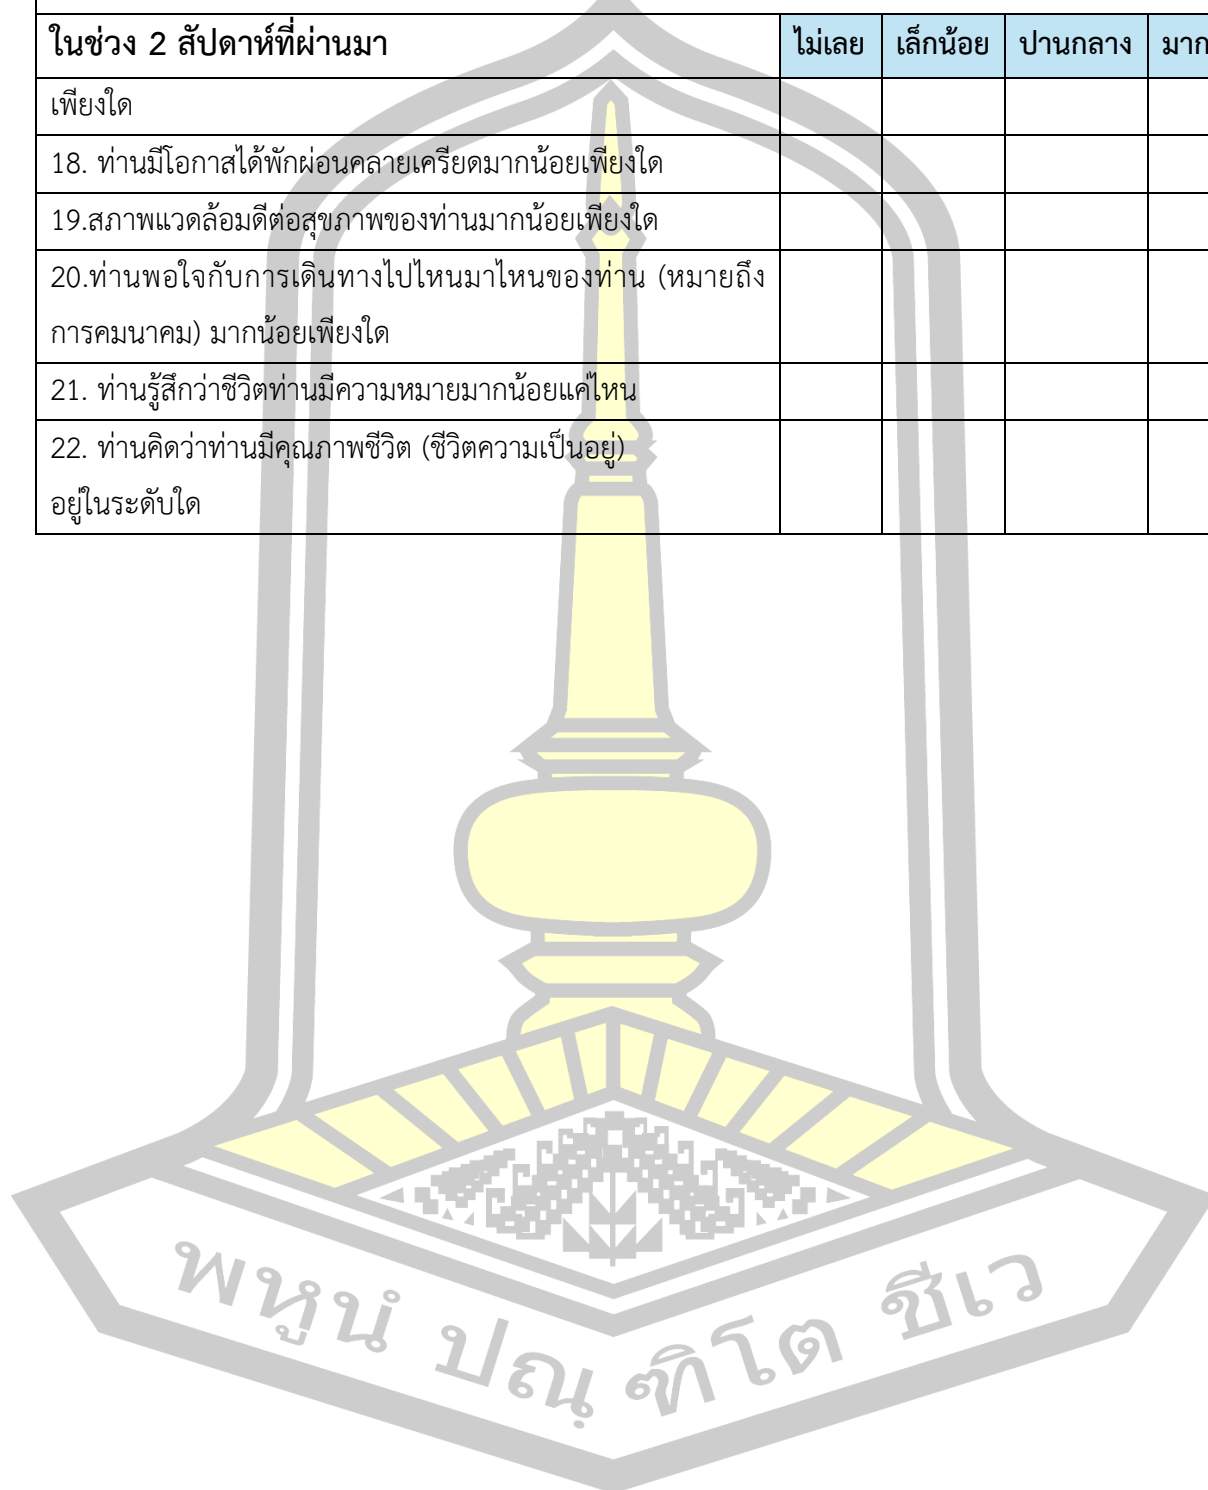 ในช่วง 2 สัปดาห์ที่ผ่านมา ไม่เลย เล็กน้อย ปานกลาง มาก
เพียงใด
18. ท่านมีโอกาสได้พักผ่อนคลายเครียดมากน้อยเพียงใด
19.สภาพแวดล้อมดีต่อสุขภาพของท่านมากน้อยเพียงใด
20.ท่านพอใจกับการเดินทางไปไหนมาไหนของท่าน (หมายถึง
การคมนาคม) มากน้อยเพียงใด
21. ท่านรู้สึกว่าชีวิตท่านมีความหมายมากน้อยแค่ไหน
22. ท่านคิดว่าท่านมีคุณภาพชีวิต (ชีวิตความเป็นอยู่)
อยู่ในระดับใด
พหูนํ ปณฺฑิโต ชีเว